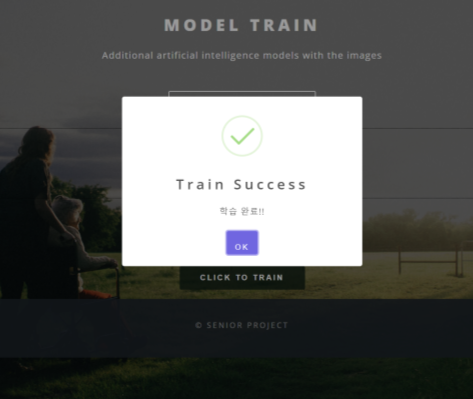 MODEL TRAIN
Additional artificial intelligence models with the images
Train Success
학습 완료!!
OK
CLICK TO TRAIN
© SENIOR PROJECT